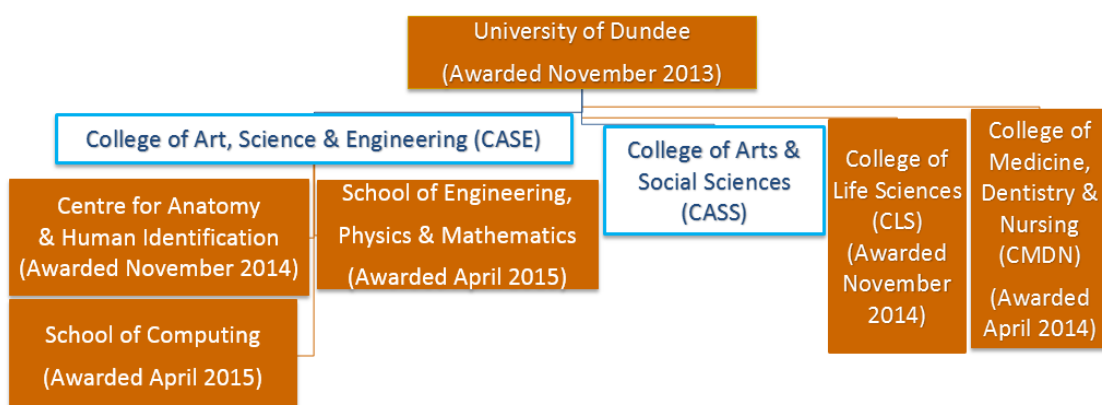 University of Dundee
(Awarded November 2013)
College of Art, Science & Engineering (CASE)
Centre for Anatomy
& Human Identification
(Awarded November 2014)
School of Engineering,
Physics & Mathematics
(Awarded April 2015)
School of Computing
(Awarded April 2015)
College of Arts &
Social Sciences
(CASS)
College of
Life Sciences
(CLS)
(Awarded
November
2014)
College of
Medicine,
Dentistry &
Nursing
(CMDN)
(Awarded
April 2014)